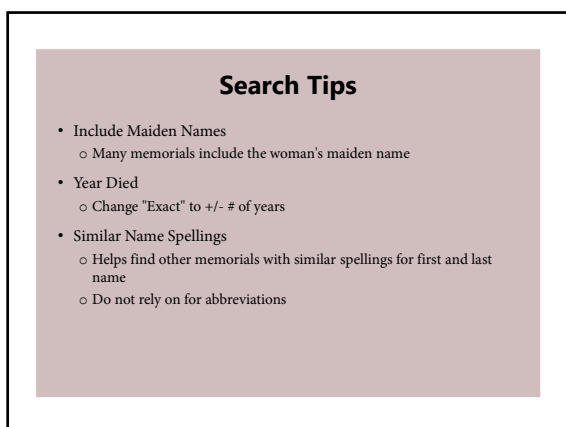 Search Tips
• Include Maiden Names
o Many memorials include the woman's maiden name
• Year Died
o Change "Exact" to +/- # of years
• Similar Name Spellings
o Helps find other memorials with similar spellings for first and last
name
o Do not rely on for abbreviations